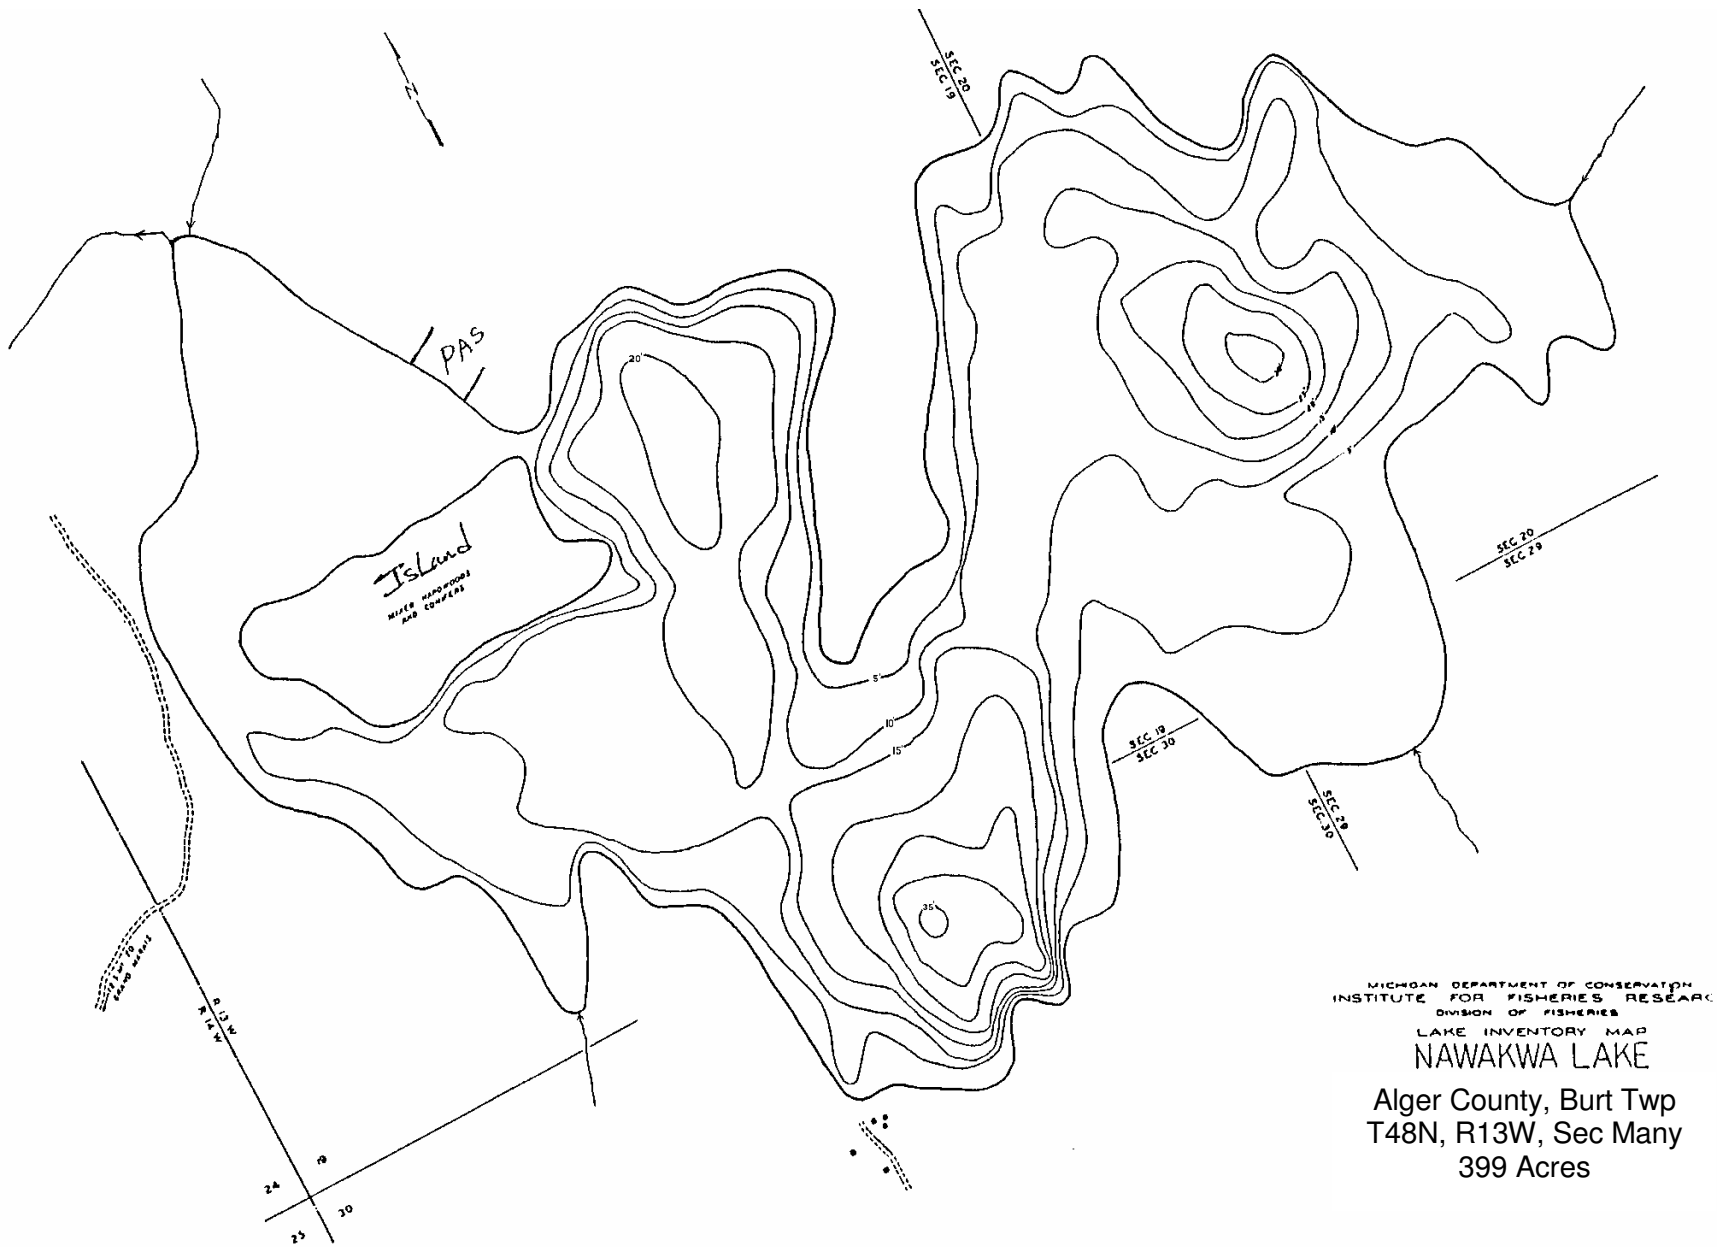 N
SEC 20
SEC 19
PAS
20'
Island
MIXED HARDWOODS
AND CONIFERS
5'
10'
15'
35'
SEC 20
SEC 29
SEC 19
SEC 30
SEC 29
SEC 30
GRAND MARAIS
R 13 W
R 14 W
24
19
25
30
MICHIGAN DEPARTMENT OF CONSERVATION
INSTITUTE FOR FISHERIES RESEARC
DIVISION OF FISHERIES
LAKE INVENTORY MAP
NAWAKWA LAKE
Alger County, Burt Twp
T48N, R13W, Sec Many
399 Acres